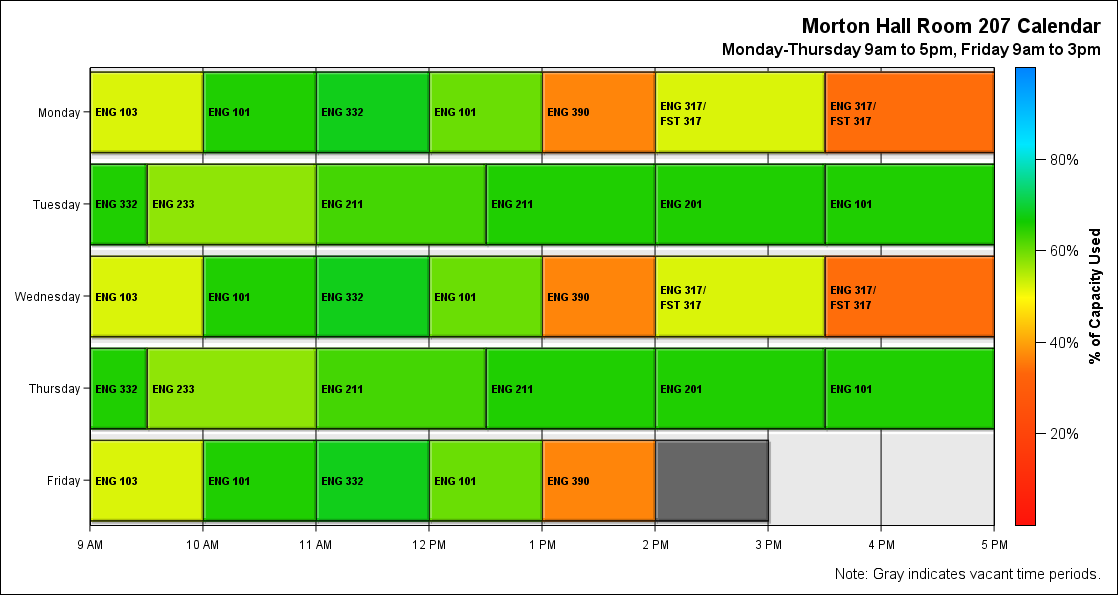 Morton Hall Room 207 Calendar
Monday-Thursday 9am to 5pm, Friday 9am to 3pm
Monday
ENG 103
ENG 101
ENG 332
ENG 101
ENG 390
ENG 317/
FST 317
ENG 317/
FST 317
Tuesday
ENG 332
ENG 233
ENG 211
ENG 211
ENG 201
ENG 101
Wednesday
ENG 103
ENG 101
ENG 332
ENG 101
ENG 390
ENG 317/
FST 317
ENG 317/
FST 317
Thursday
ENG 332
ENG 233
ENG 211
ENG 211
ENG 201
ENG 101
Friday
ENG 103
ENG 101
ENG 332
ENG 101
ENG 390
9 AM
10 AM
11 AM
12 PM
1 PM
2 PM
3 PM
4 PM
5 PM
80%
60%
40%
20%
% of Capacity Used
Note: Gray indicates vacant time periods.